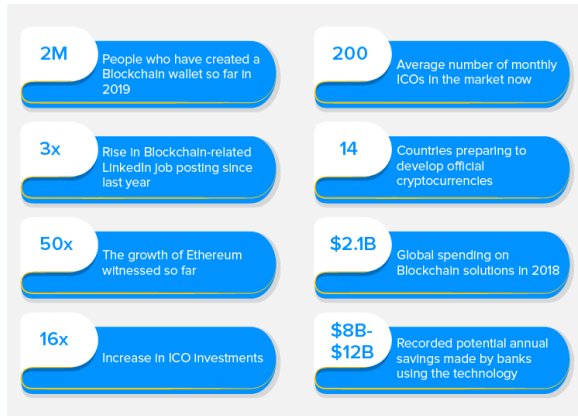 2M
People who have created a
Blockchain wallet so far in
2019
200
Average number of monthly
ICOs in the market now
3x
Rise in Blockchain-related
LinkedIn job posting since
last year
14
Countries preparing to
develop official
cryptocurrencies
50x
The growth of Ethereum
witnessed so far
$2.1B
Global spending on
Blockchain solutions in 2018
16x
Increase in ICO investments
$8B-
$12B
Recorded potential annual
savings made by banks
using the technology